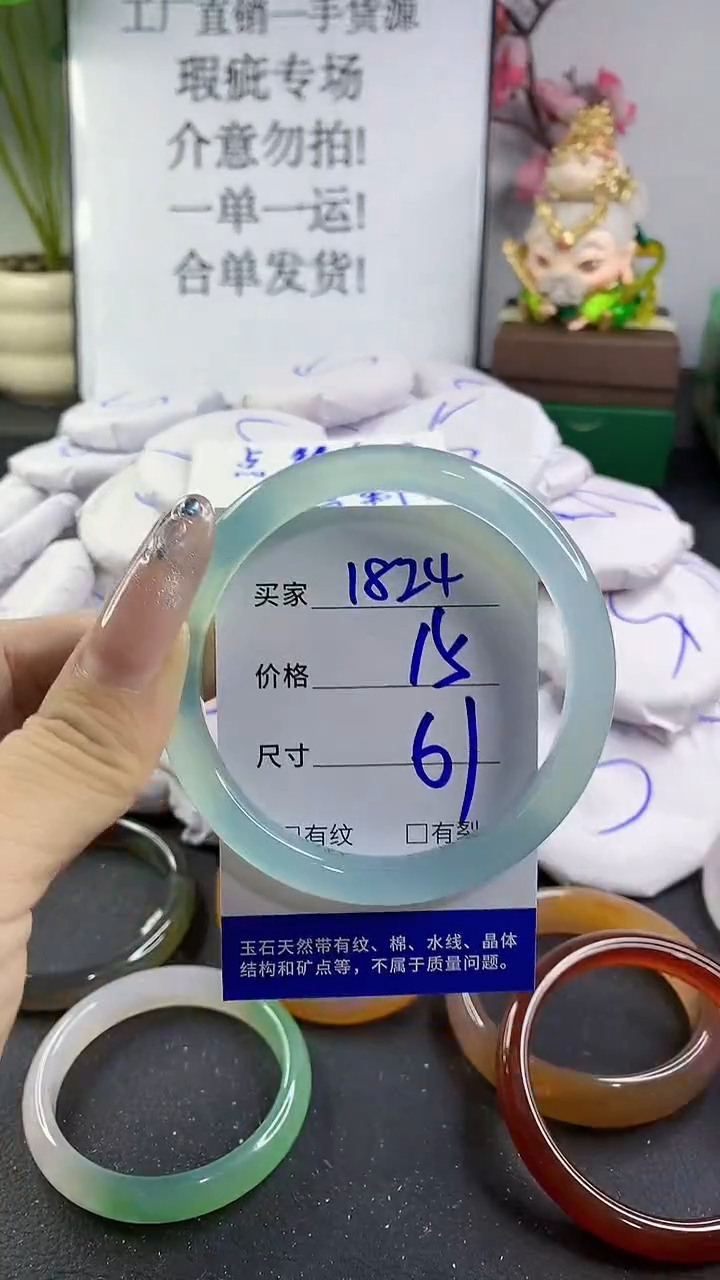 工厂直销一手货源
瑕疵专场
介意勿拍!
一单一运!
合单发货!
买家 1824
价格 15
尺寸 61
□有纹 □有裂
玉石天然带有纹、棉、水线、晶体
结构和矿点等，不属于质量问题。